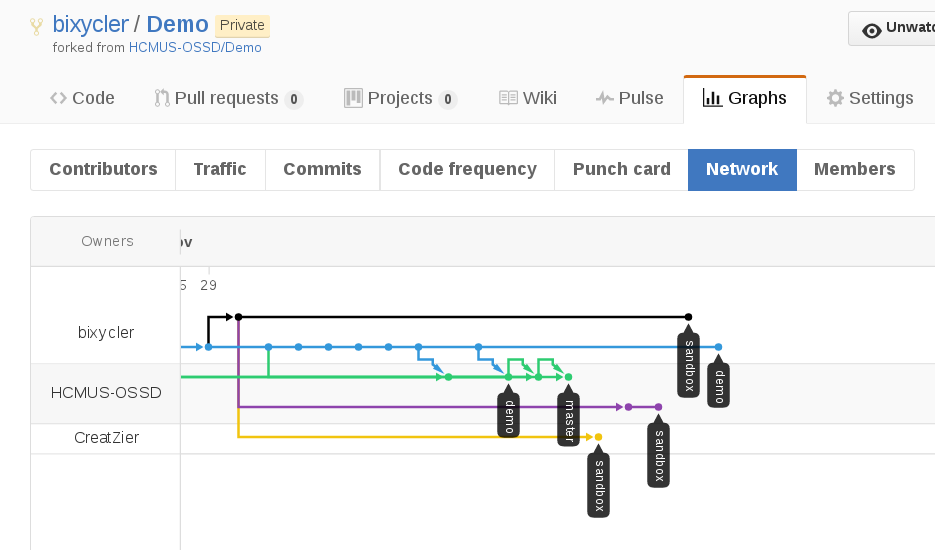 bixycler / Demo Private
forked from HCMUS-OSSD/Demo
Unwatc
Code
Pull requests 0
Projects 0
Wiki
Pulse
Graphs
Settings
Contributors
Traffic
Commits
Code frequency
Punch card
Network
Members
Owners
ov
5 29
bixycler
HCMUS-OSSD
CreatZier
sandbox
demo
demo
master
sandbox
sandbox